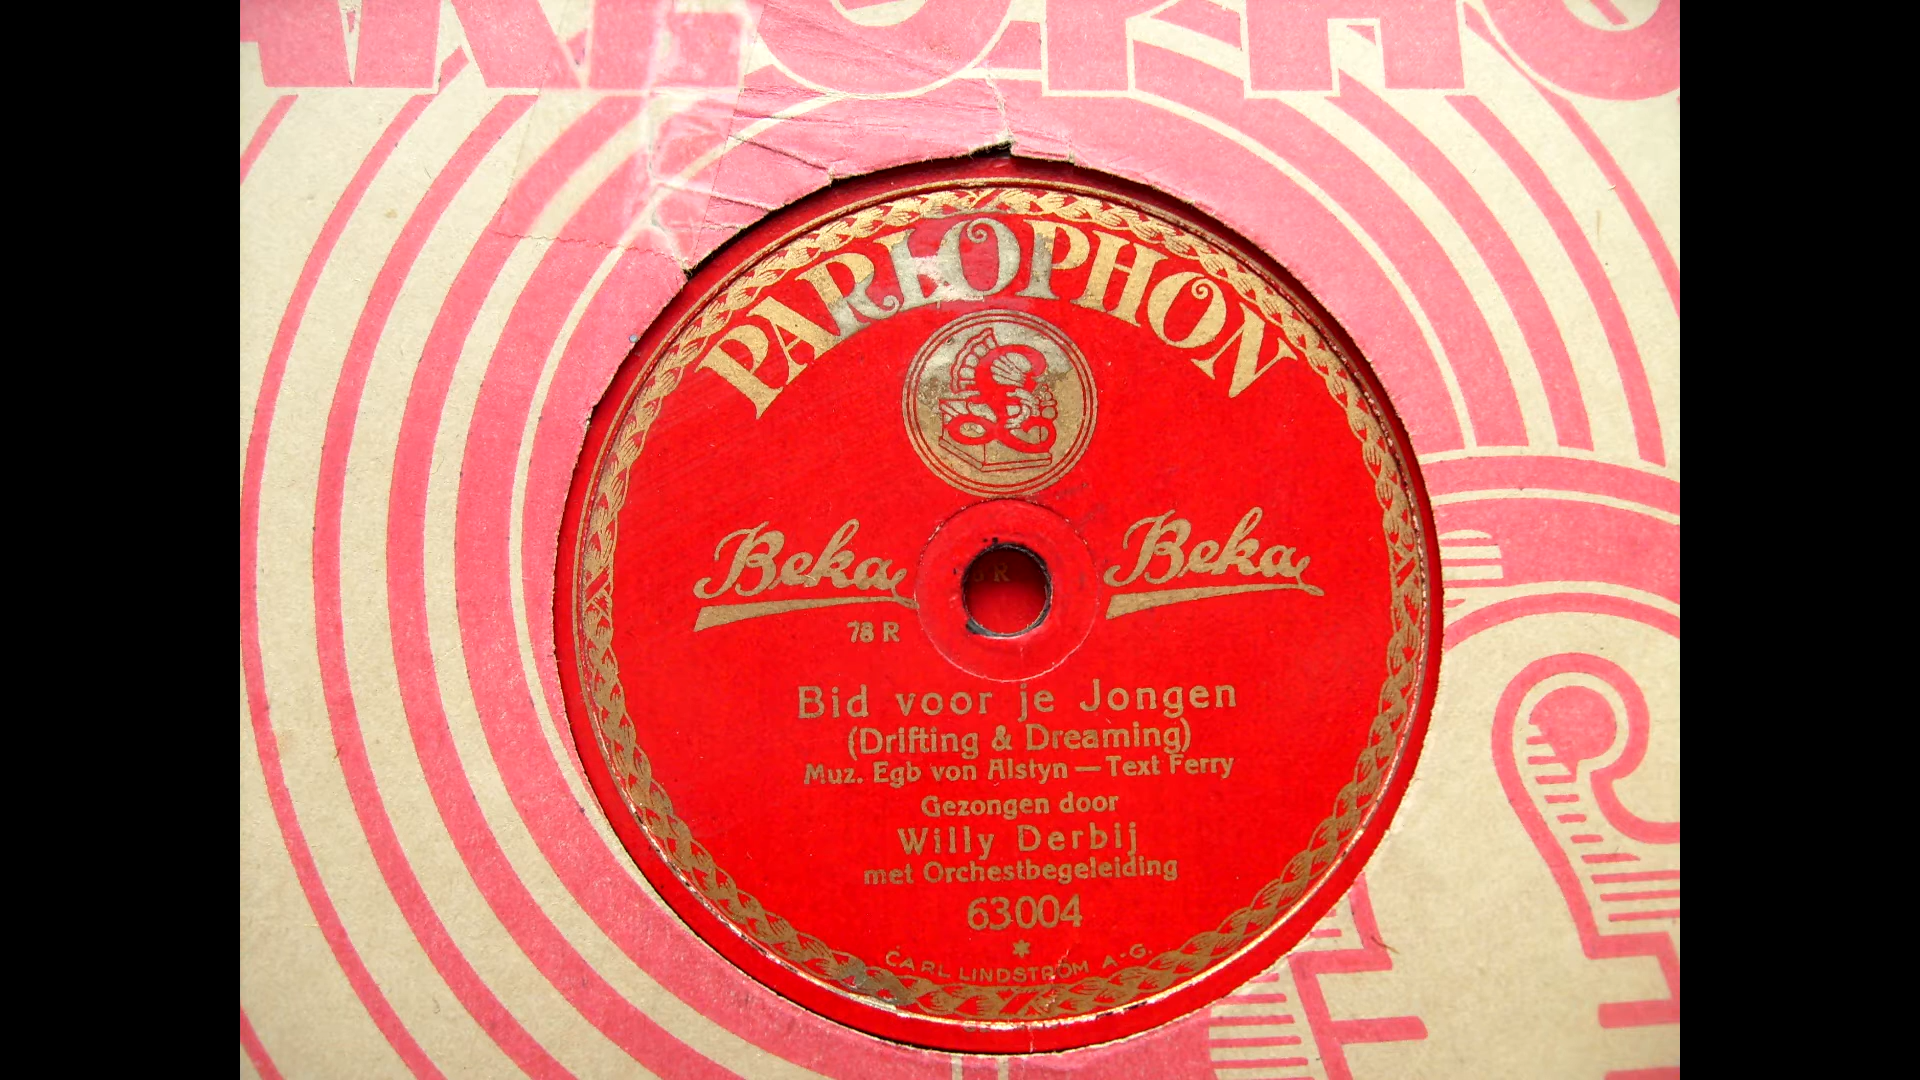 PARLOPHON
Beka Beka
78 R
Bid voor je Jongen
(Drifting & Dreaming)
Muz. Egb von Alstyn — Text Ferry
Gezongen door
Willy Derbij
met Orchestbegeleiding
63004
CARL LINDSTRÖM A-G.